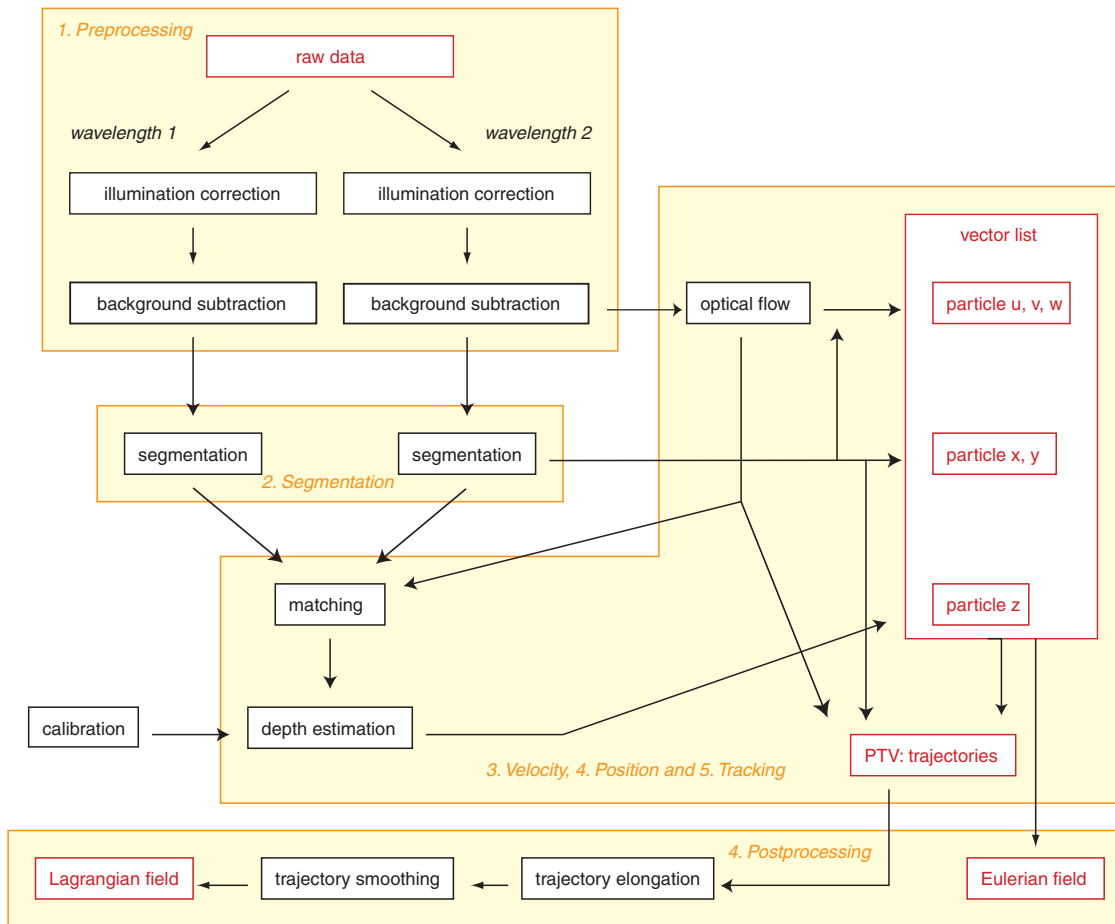 1. Preprocessing
raw data
wavelength 1
wavelength 2
illumination correction
illumination correction
vector list
background subtraction
background subtraction
optical flow
particle u, v, w
segmentation
segmentation
particle x, y
2. Segmentation
matching
particle z
calibration
depth estimation
PTV: trajectories
3. Velocity, 4. Position and 5. Tracking
4. Postprocessing
Lagrangian field
trajectory smoothing
trajectory elongation
Eulerian field